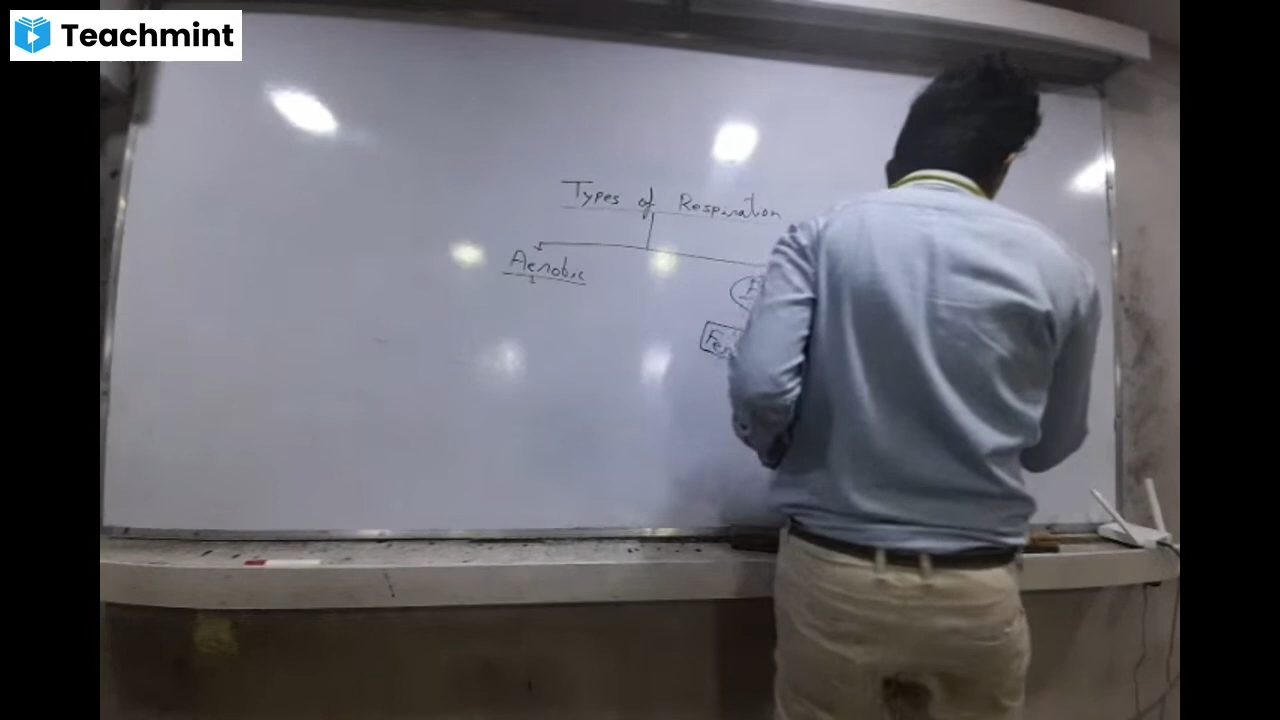 Teachmint
Types of Respiration
Aerobic